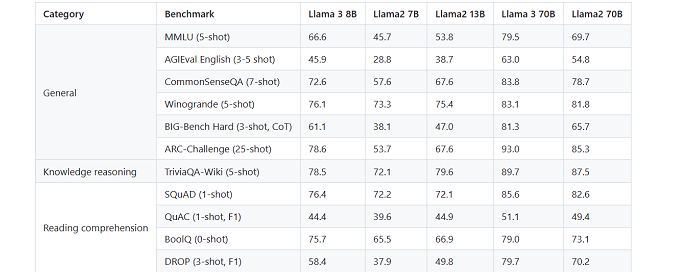 Category Benchmark Llama 3 8B Llama2 7B Llama2 13B Llama 3 70B Llama2 70B
General
MMLU (5-shot) 66.6 45.7 53.8 79.5 69.7
AGIEval English (3-5 shot) 45.9 28.8 38.7 63.0 54.8
CommonSenseQA (7-shot) 72.6 57.6 67.6 83.8 78.7
Winogrande (5-shot) 76.1 73.3 75.4 83.1 81.8
BIG-Bench Hard (3-shot, CoT) 61.1 38.1 47.0 81.3 65.7
ARC-Challenge (25-shot) 78.6 53.7 67.6 93.0 85.3
Knowledge reasoning TriviaQA-Wiki (5-shot) 78.5 72.1 79.6 89.7 87.5
Reading comprehension
SQuAD (1-shot) 76.4 72.2 72.1 85.6 82.6
QuAC (1-shot, F1) 44.4 39.6 44.9 51.1 49.4
BoolQ (0-shot) 75.7 65.5 66.9 79.0 73.1
DROP (3-shot, F1) 58.4 37.9 49.8 79.7 70.2